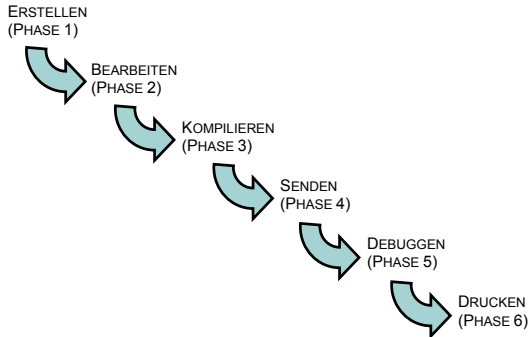 ERSTELLEN
(PHASE 1)
BEARBEITEN
(PHASE 2)
KOMPILIEREN
(PHASE 3)
SENDEN
(PHASE 4)
DEBUGGEN
(PHASE 5)
DRUCKEN
(PHASE 6)